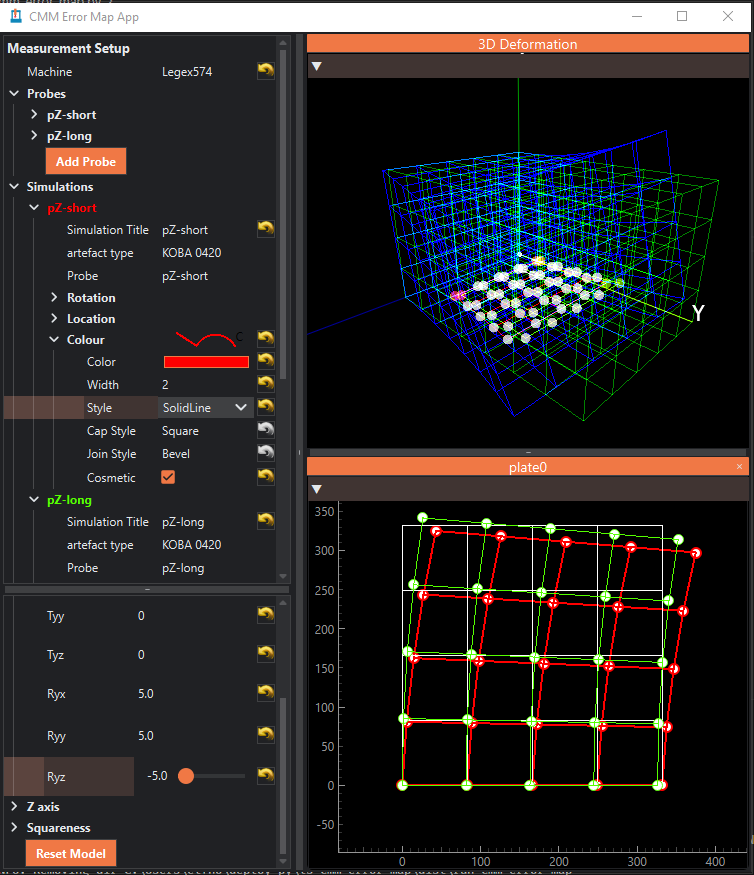 CMM Error Map App
Measurement Setup
Machine Legex574
Probes
pZ-short
pZ-long
Add Probe
Simulations
pZ-short
Simulation Title pZ-short
artefact type KOBA 0420
Probe pZ-short
Rotation
Location
Colour
Color
Width 2
Style SolidLine
Cap Style Square
Join Style Bevel
Cosmetic
pZ-long
Simulation Title pZ-long
artefact type KOBA 0420
Probe pZ-long
Tyy 0
Tyz 0
Ryx 5.0
Ryy 5.0
Ryz -5.0
Z axis
Squareness
Reset Model
3D Deformation
Y
plate0
×
350
300
250
200
150
100
50
0
-50
0 100 200 300 400